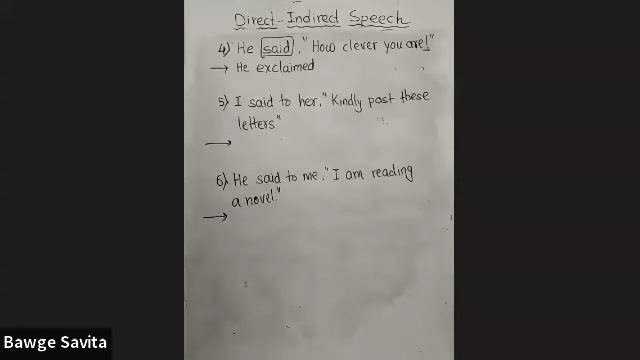 Direct-Indirect Speech
4) He said, "How clever you are!"
→ He exclaimed
5) I said to her, "Kindly post these
letters"
→
6) He said to me, "I am reading
a novel."
→
Bawge Savita